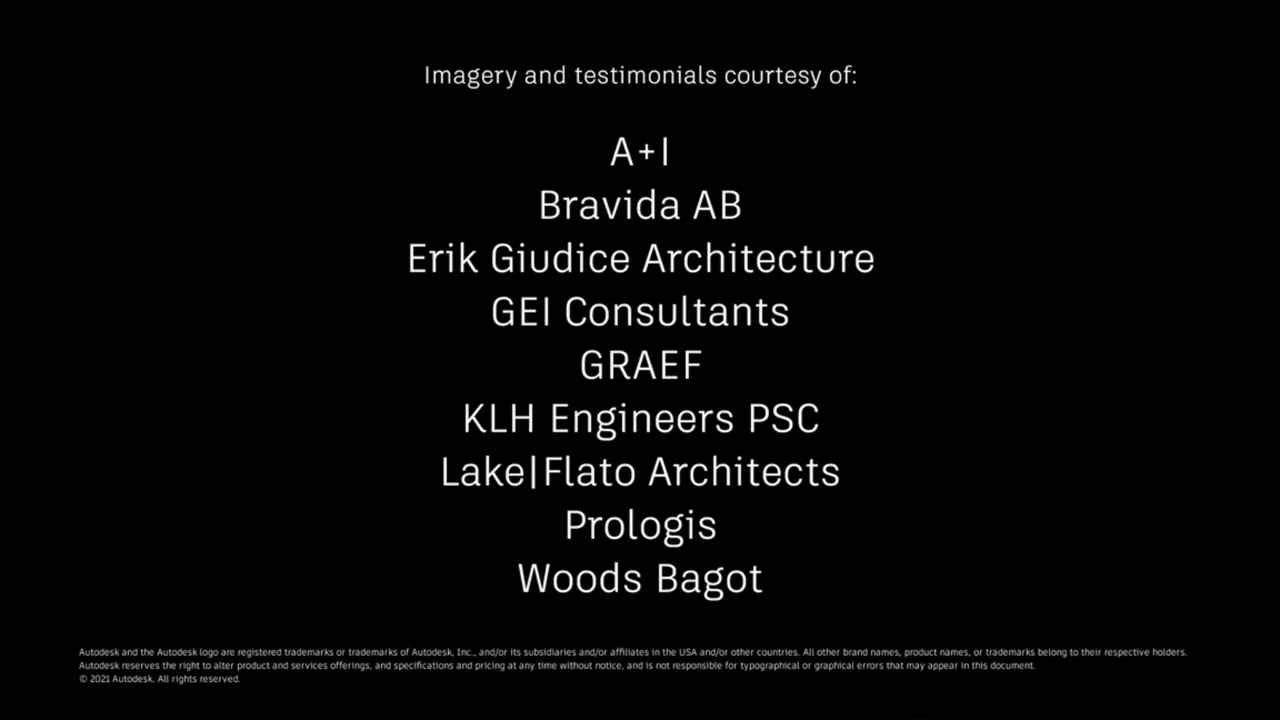 Imagery and testimonials courtesy of:
A+I
Bravida AB
Erik Giudice Architecture
GEI Consultants
GRAEF
KLH Engineers PSC
Lake|Flato Architects
Prologis
Woods Bagot
Autodesk and the Autodesk logo are registered trademarks or trademarks of Autodesk, Inc., and/or its subsidiaries and/or affiliates in the USA and/or other countries. All other brand names, product names, or trademarks belong to their respective holders.
Autodesk reserves the right to alter product and services offerings, and specifications and pricing at any time without notice, and is not responsible for typographical or graphical errors that may appear in this document.
© 2021 Autodesk. All rights reserved.